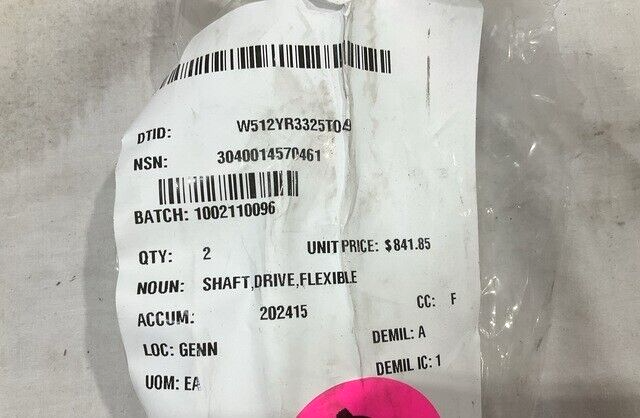 DTID: W512YR3325T049
NSN: 3040014570461
BATCH: 1002110096
QTY: 2 UNIT PRICE: $841.85
NOUN: SHAFT,DRIVE,FLEXIBLE
ACCUM: 202415 CC: F
LOC: GENN DEMIL: A
UOM: EA DEMIL IC: 1